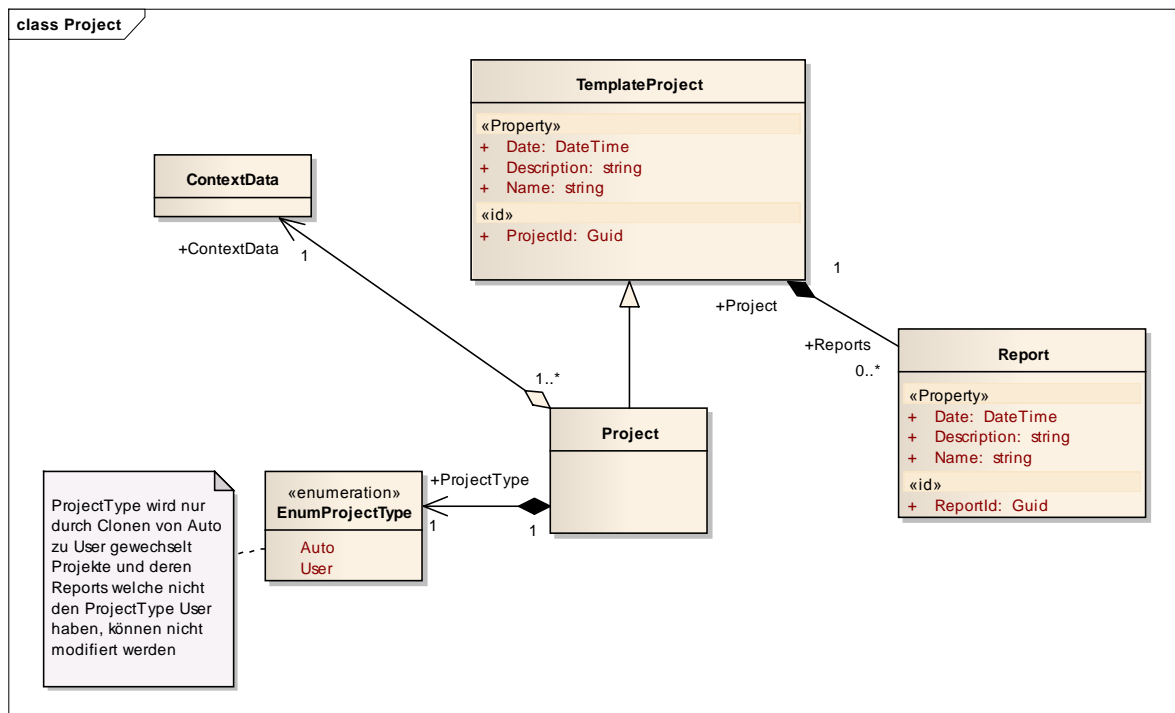 class Project
TemplateProject
«Property»
+ Date: DateTime
+ Description: string
+ Name: string
«id»
+ ProjectId: Guid
ContextData
+ContextData
1
1
+Project
+Reports
0..*
Report
«Property»
+ Date: DateTime
+ Description: string
+ Name: string
«id»
+ ReportId: Guid
1..*
Project
+ProjectType
1
1
«enumeration»
EnumProjectType
Auto
User
ProjectType wird nur
durch Clonen von Auto
zu User gewechselt
Projekte und deren
Reports welche nicht
den ProjectType User
haben, können nicht
modifiert werden